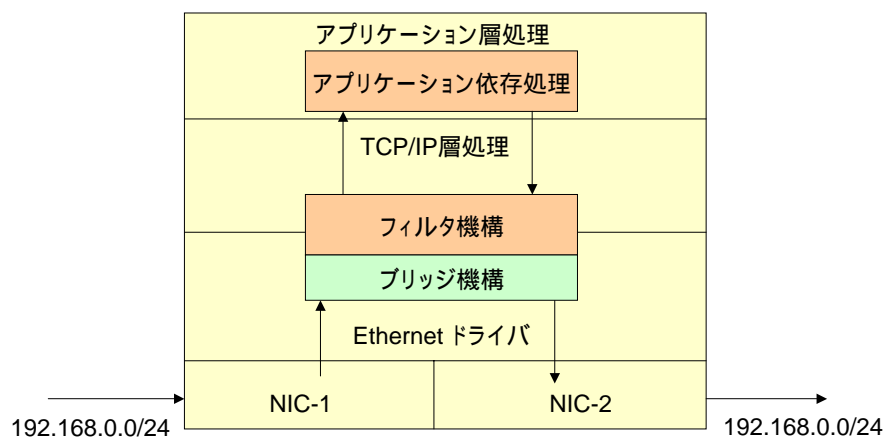 アプリケーション層処理
アプリケーション依存処理
TCP/IP層処理
フィルタ機構
ブリッジ機構
Ethernet ドライバ
NIC-1
NIC-2
192.168.0.0/24
192.168.0.0/24